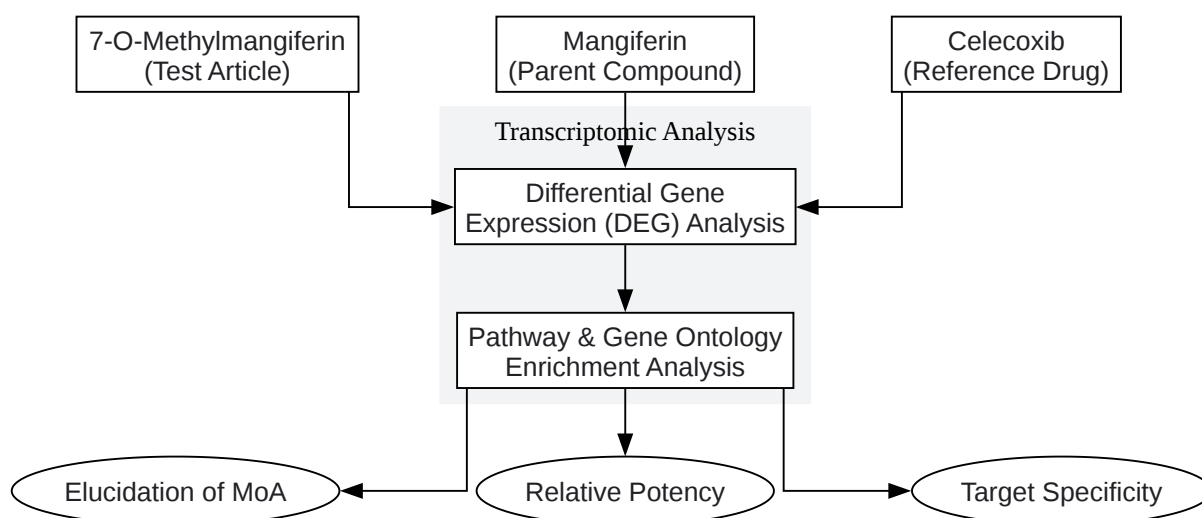 7-O-Methylmangiferin
(Test Article)
Mangiferin
(Parent Compound)
Celecoxib
(Reference Drug)
Transcriptomic Analysis
Differential Gene
Expression (DEG) Analysis
Pathway & Gene Ontology
Enrichment Analysis
Elucidation of MoA
Relative Potency
Target Specificity